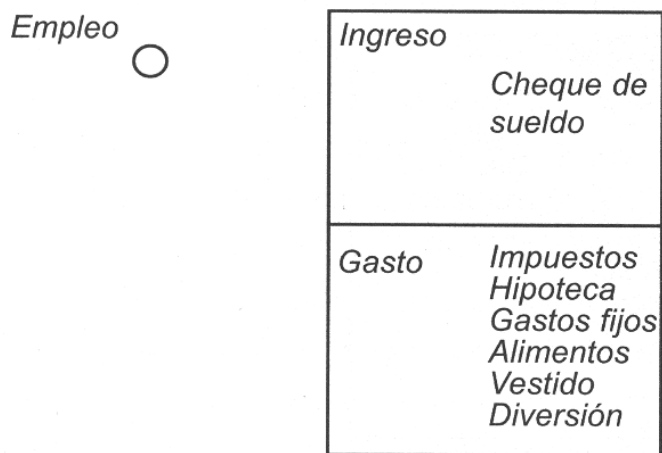 Empleo
Ingreso
Cheque de
sueldo
Gasto
Impuestos
Hipoteca
Gastos fijos
Alimentos
Vestido
Diversión